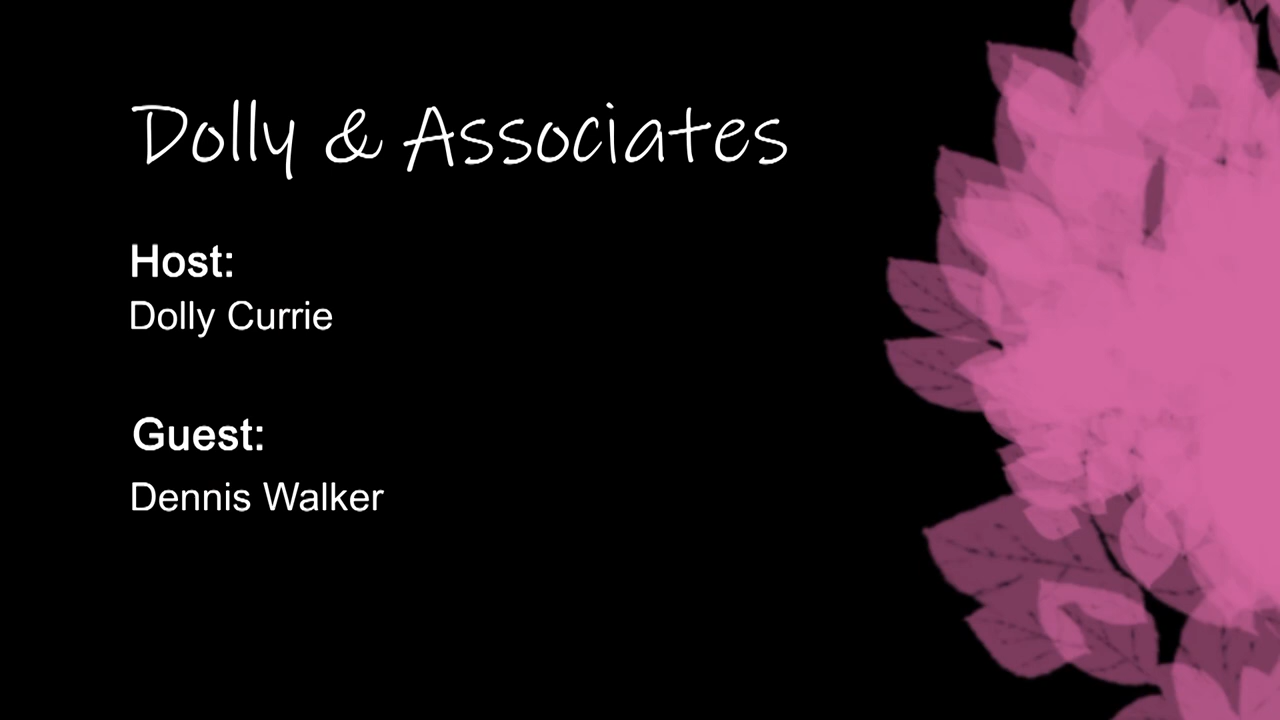 Dolly & Associates
Host:
Dolly Currie
Guest:
Dennis Walker